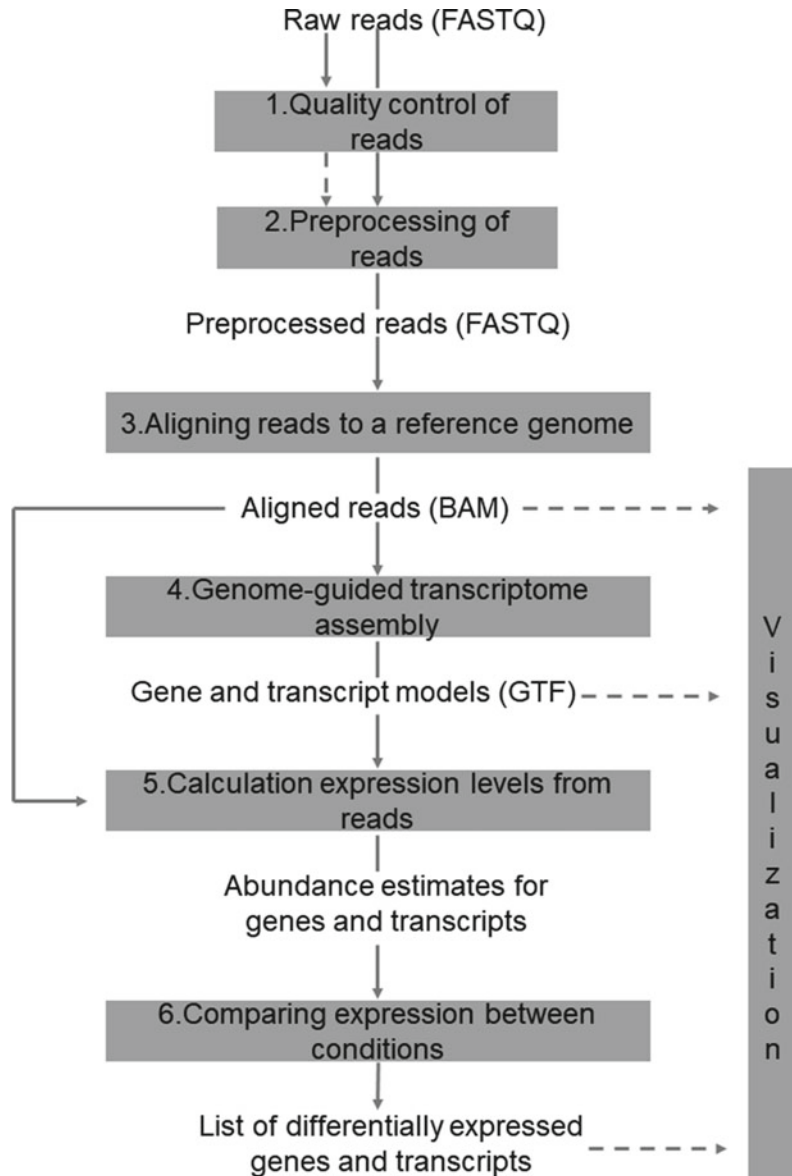 Raw reads (FASTQ)
1.Quality control of
reads
2.Preprocessing of
reads
Preprocessed reads (FASTQ)
3.Aligning reads to a reference genome
Aligned reads (BAM)
4.Genome-guided transcriptome
assembly
Gene and transcript models (GTF)
5.Calculation expression levels from
reads
Abundance estimates for
genes and transcripts
6.Comparing expression between
conditions
List of differentially expressed
genes and transcripts
Visualization